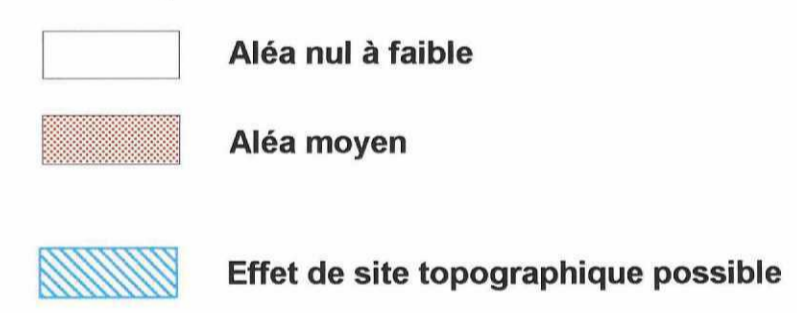 Aléa nul à faible
Aléa moyen
Effet de site topographique possible